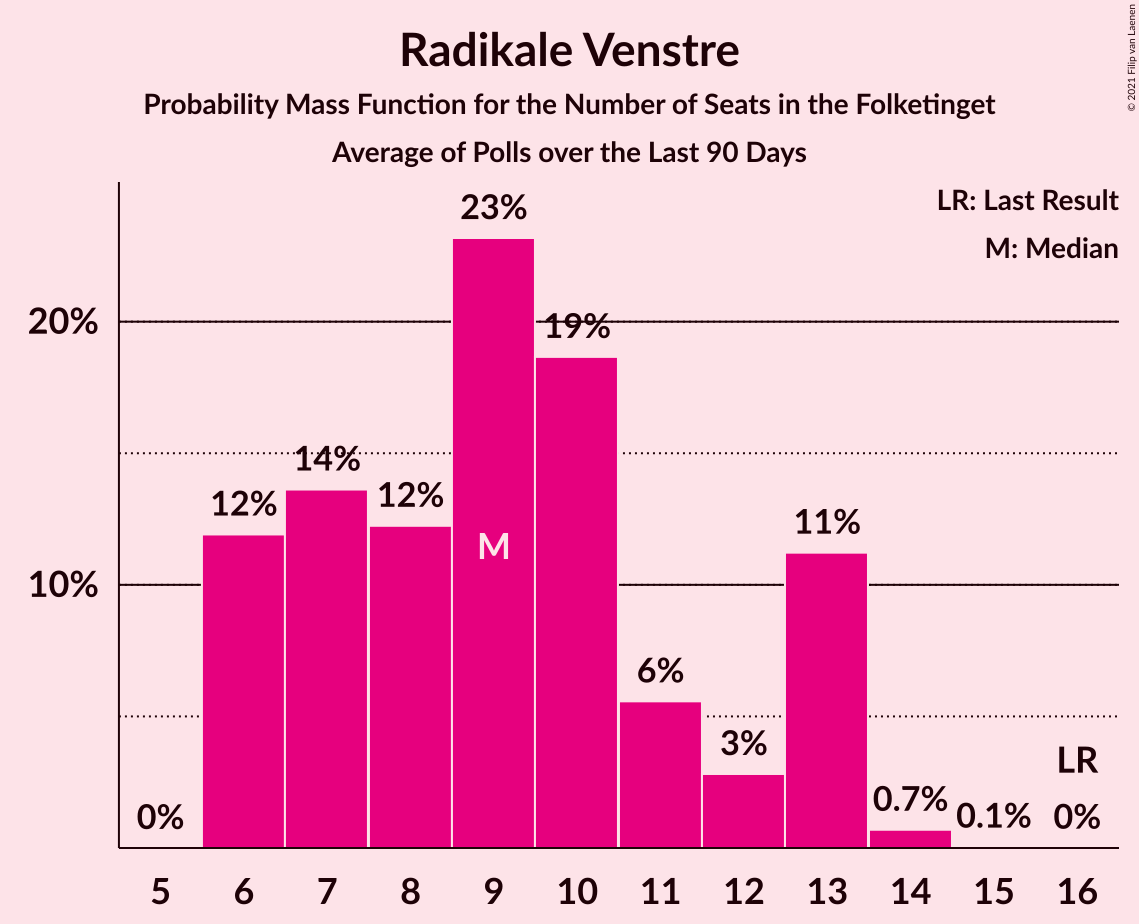 Radikale Venstre
Probability Mass Function for the Number of Seats in the Folketinget
Average of Polls over the Last 90 Days
© 2021 Filip van Laenen
LR: Last Result
M: Median
20%
10%
0%
12%
14%
12%
23%
19%
6%
3%
11%
0.7%
0.1%
0%
LR
M
5 6 7 8 9 10 11 12 13 14 15 16